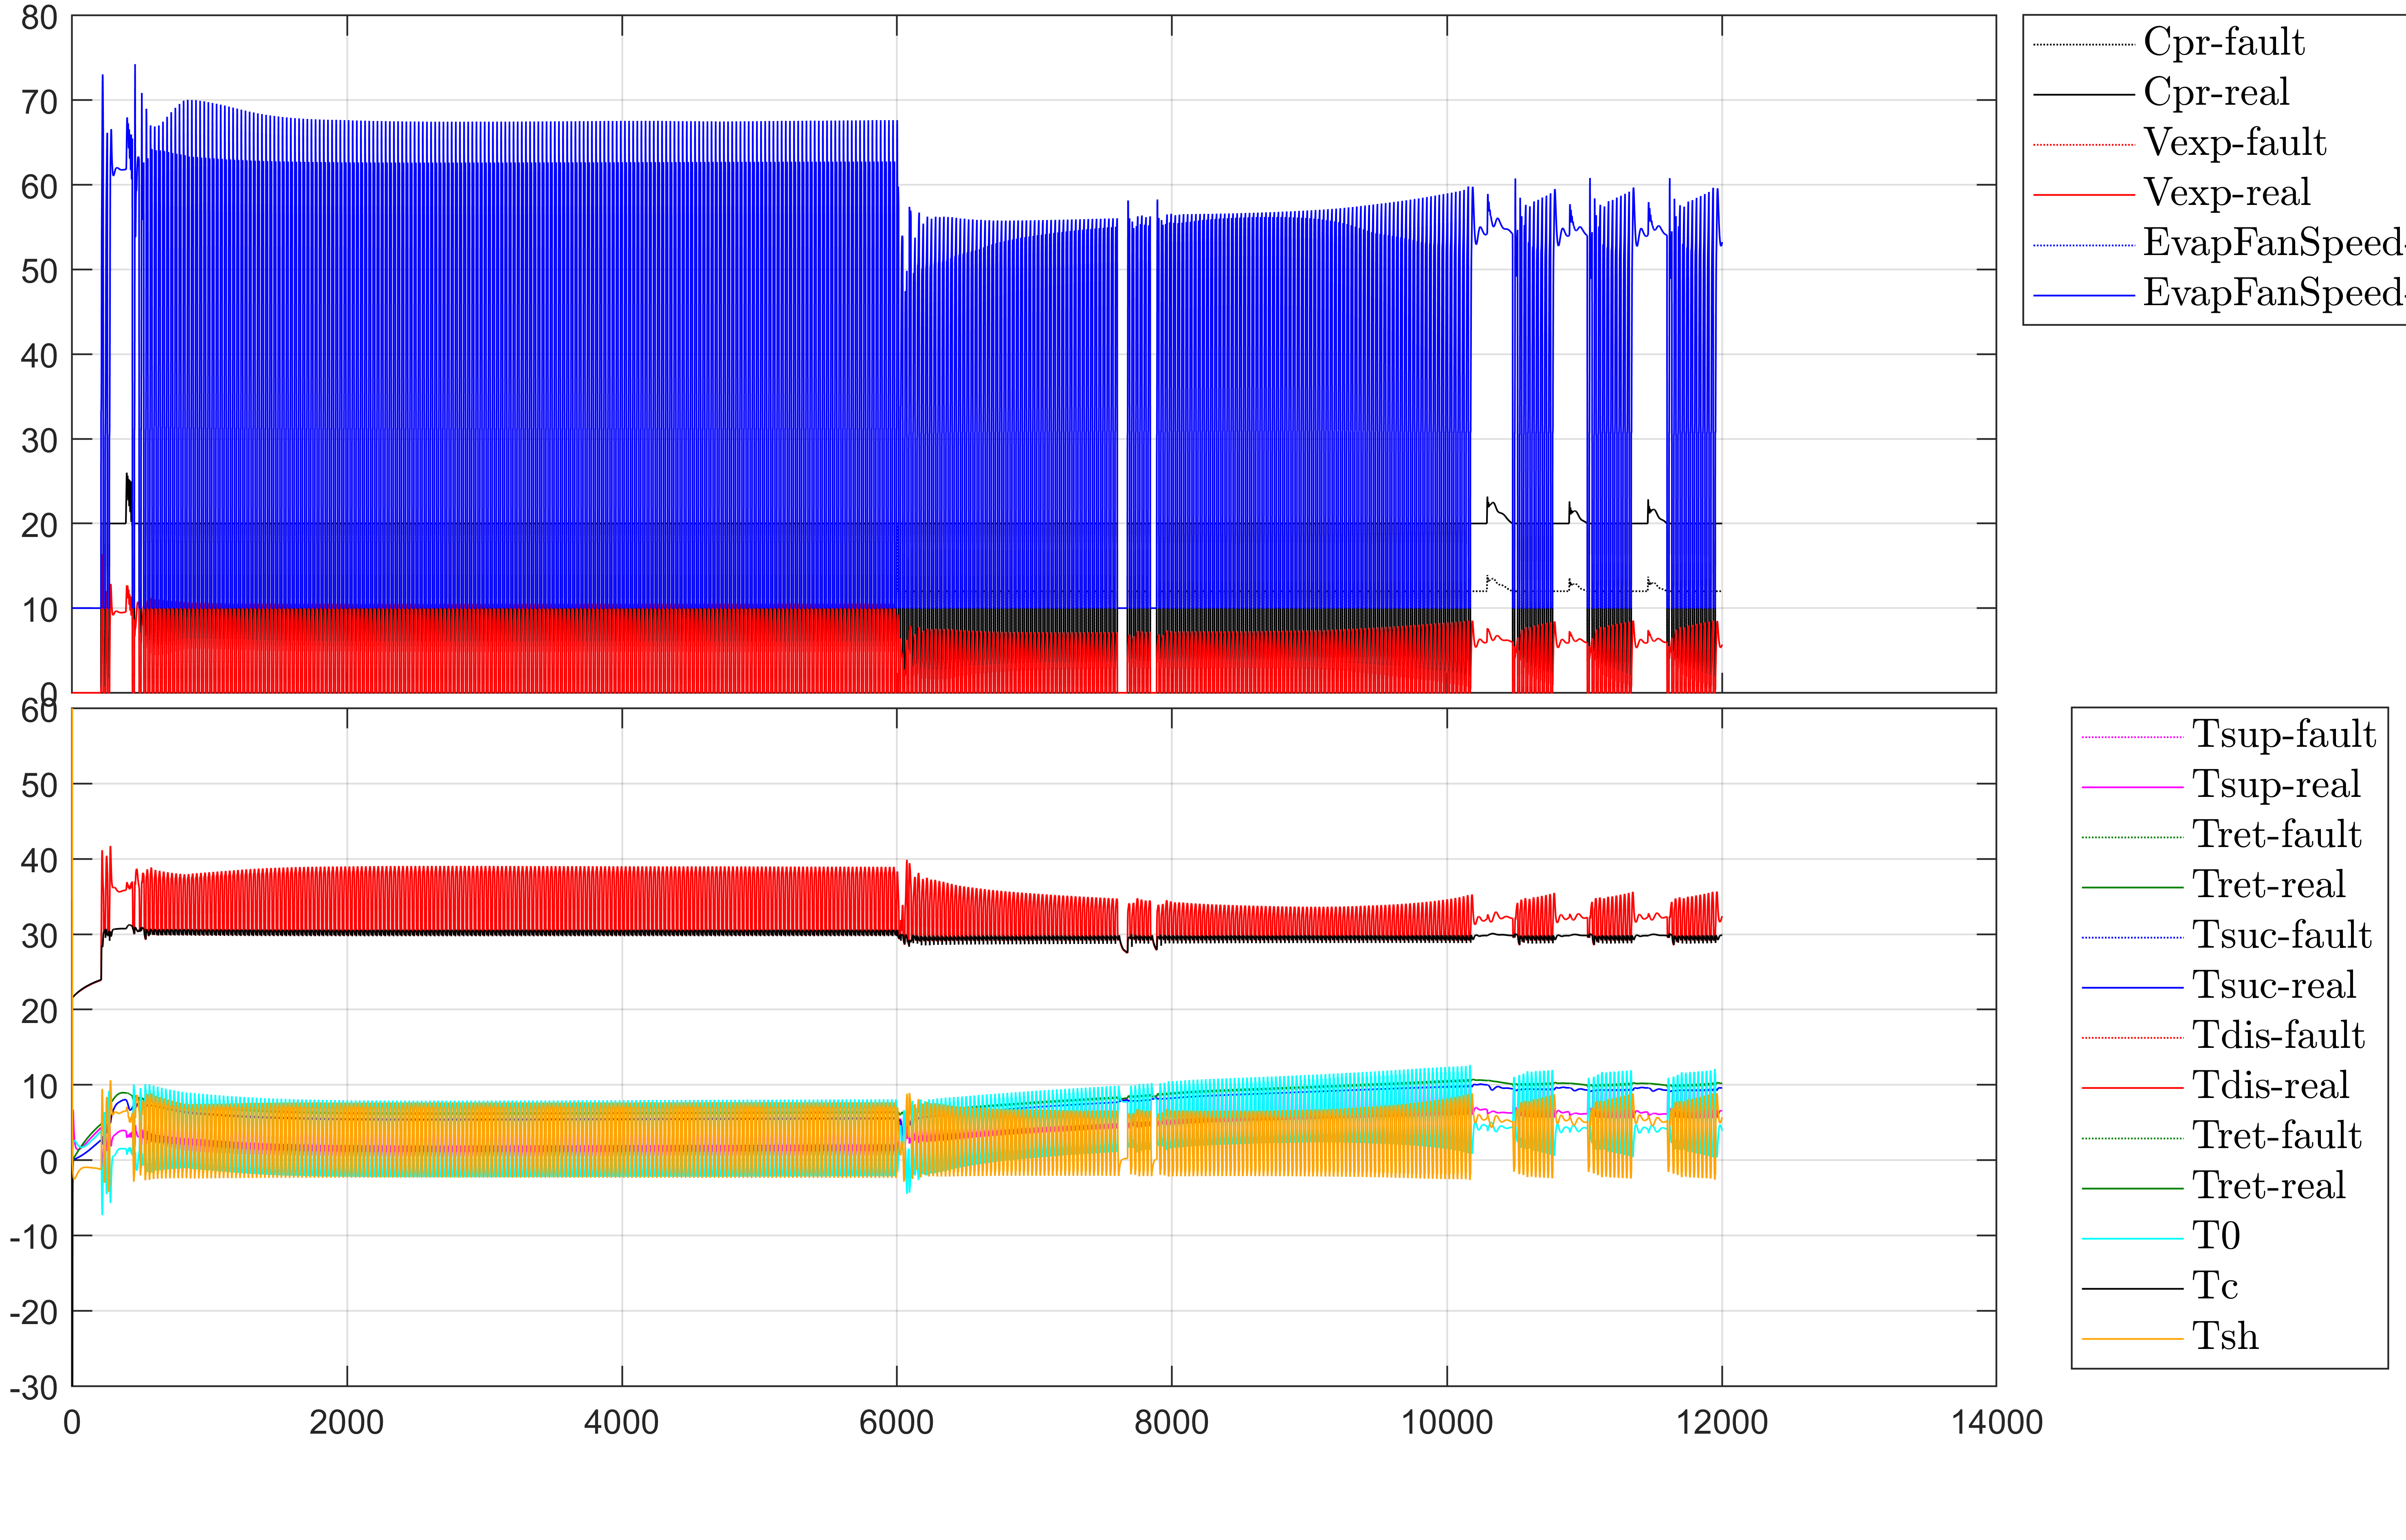 80
70
60
50
40
30
20
10
0
Cpr-fault
Cpr-real
Vexp-fault
Vexp-real
EvapFanSpeed-
EvapFanSpeed-
60
50
40
30
20
10
0
-10
-20
-30
0 2000 4000 6000 8000 10000 12000 14000
Tsup-fault
Tsup-real
Tret-fault
Tret-real
Tsuc-fault
Tsuc-real
Tdis-fault
Tdis-real
Tret-fault
Tret-real
T0
Tc
Tsh